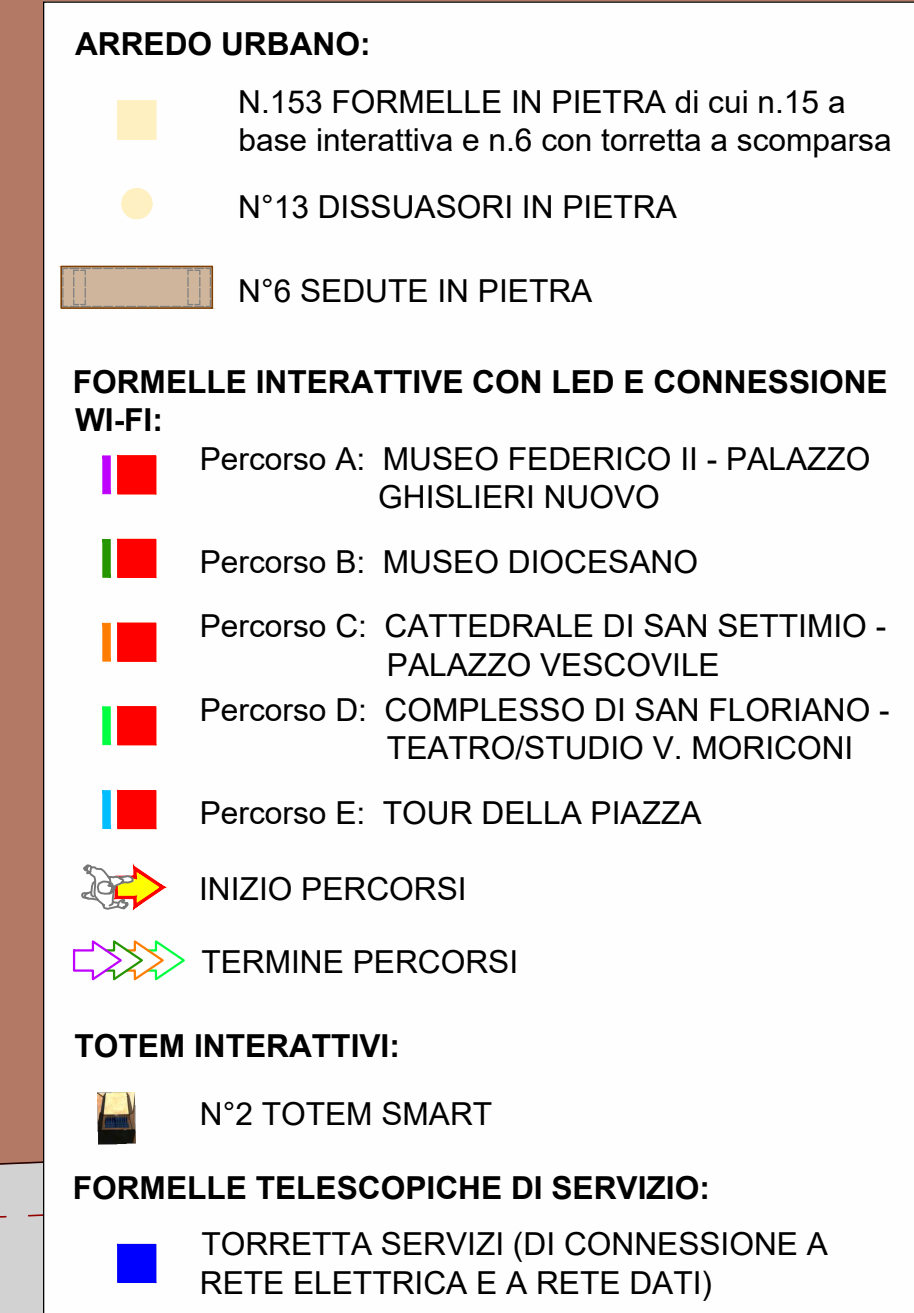 ARREDO URBANO:
N.153 FORMELLE IN PIETRA di cui n.15 a
base interattiva e n.6 con torretta a scomparsa
N°13 DISSUASORI IN PIETRA
N°6 SEDUTE IN PIETRA
FORMELLE INTERATTIVE CON LED E CONNESSIONE
WI-FI:
Percorso A: MUSEO FEDERICO II - PALAZZO
GHISLIERI NUOVO
Percorso B: MUSEO DIOCESANO
Percorso C: CATTEDRALE DI SAN SETTIMIO -
PALAZZO VESCOVILE
Percorso D: COMPLESSO DI SAN FLORIANO -
TEATRO/STUDIO V. MORICONI
Percorso E: TOUR DELLA PIAZZA
INIZIO PERCORSI
TERMINE PERCORSI
TOTEM INTERATTIVI:
N°2 TOTEM SMART
FORMELLE TELESCOPICHE DI SERVIZIO:
TORRETTA SERVIZI (DI CONNESSIONE A
RETE ELETTRICA E A RETE DATI)